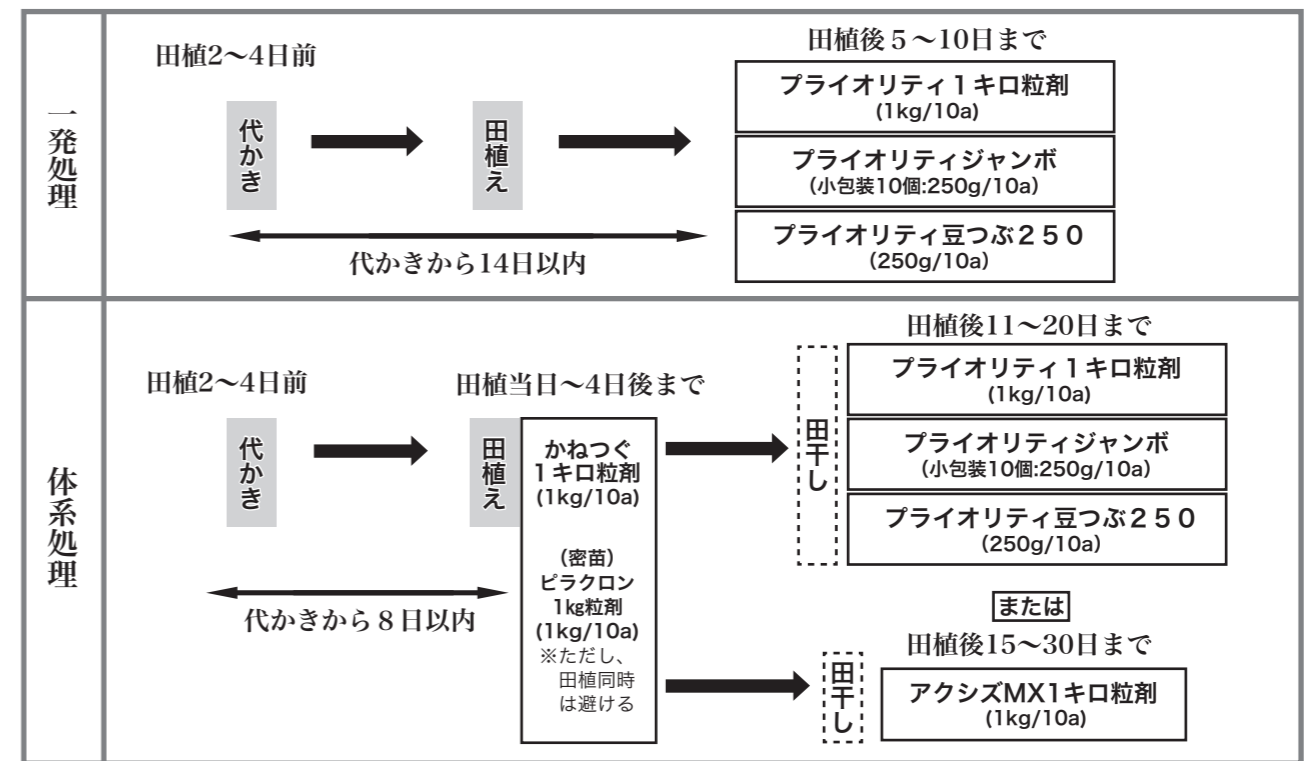 一発処理
田植2～4日前
代かき
田植え
代かきから14日以内
田植後５～10日まで
プライオリティ１キロ粒剤
(1kg/10a)
プライオリティジャンボ
（小包装10個:250g/10a）
プライオリティ豆つぶ２５０
（250g/10a）
体系処理
田植2～4日前
代かき
代かきから８日以内
田植当日～4日後まで
田植え
かねつぐ
１キロ粒剤
(1kg/10a)
（密苗）
ピラクロン
1㎏粒剤
(1kg/10a)
※ただし、
田植同時
は避ける
田干し
田植後11～20日まで
プライオリティ１キロ粒剤
(1kg/10a)
プライオリティジャンボ
（小包装10個:250g/10a）
プライオリティ豆つぶ２５０
（250g/10a）
または
田植後15～30日まで
田干し
アクシズMX1キロ粒剤
(1kg/10a)